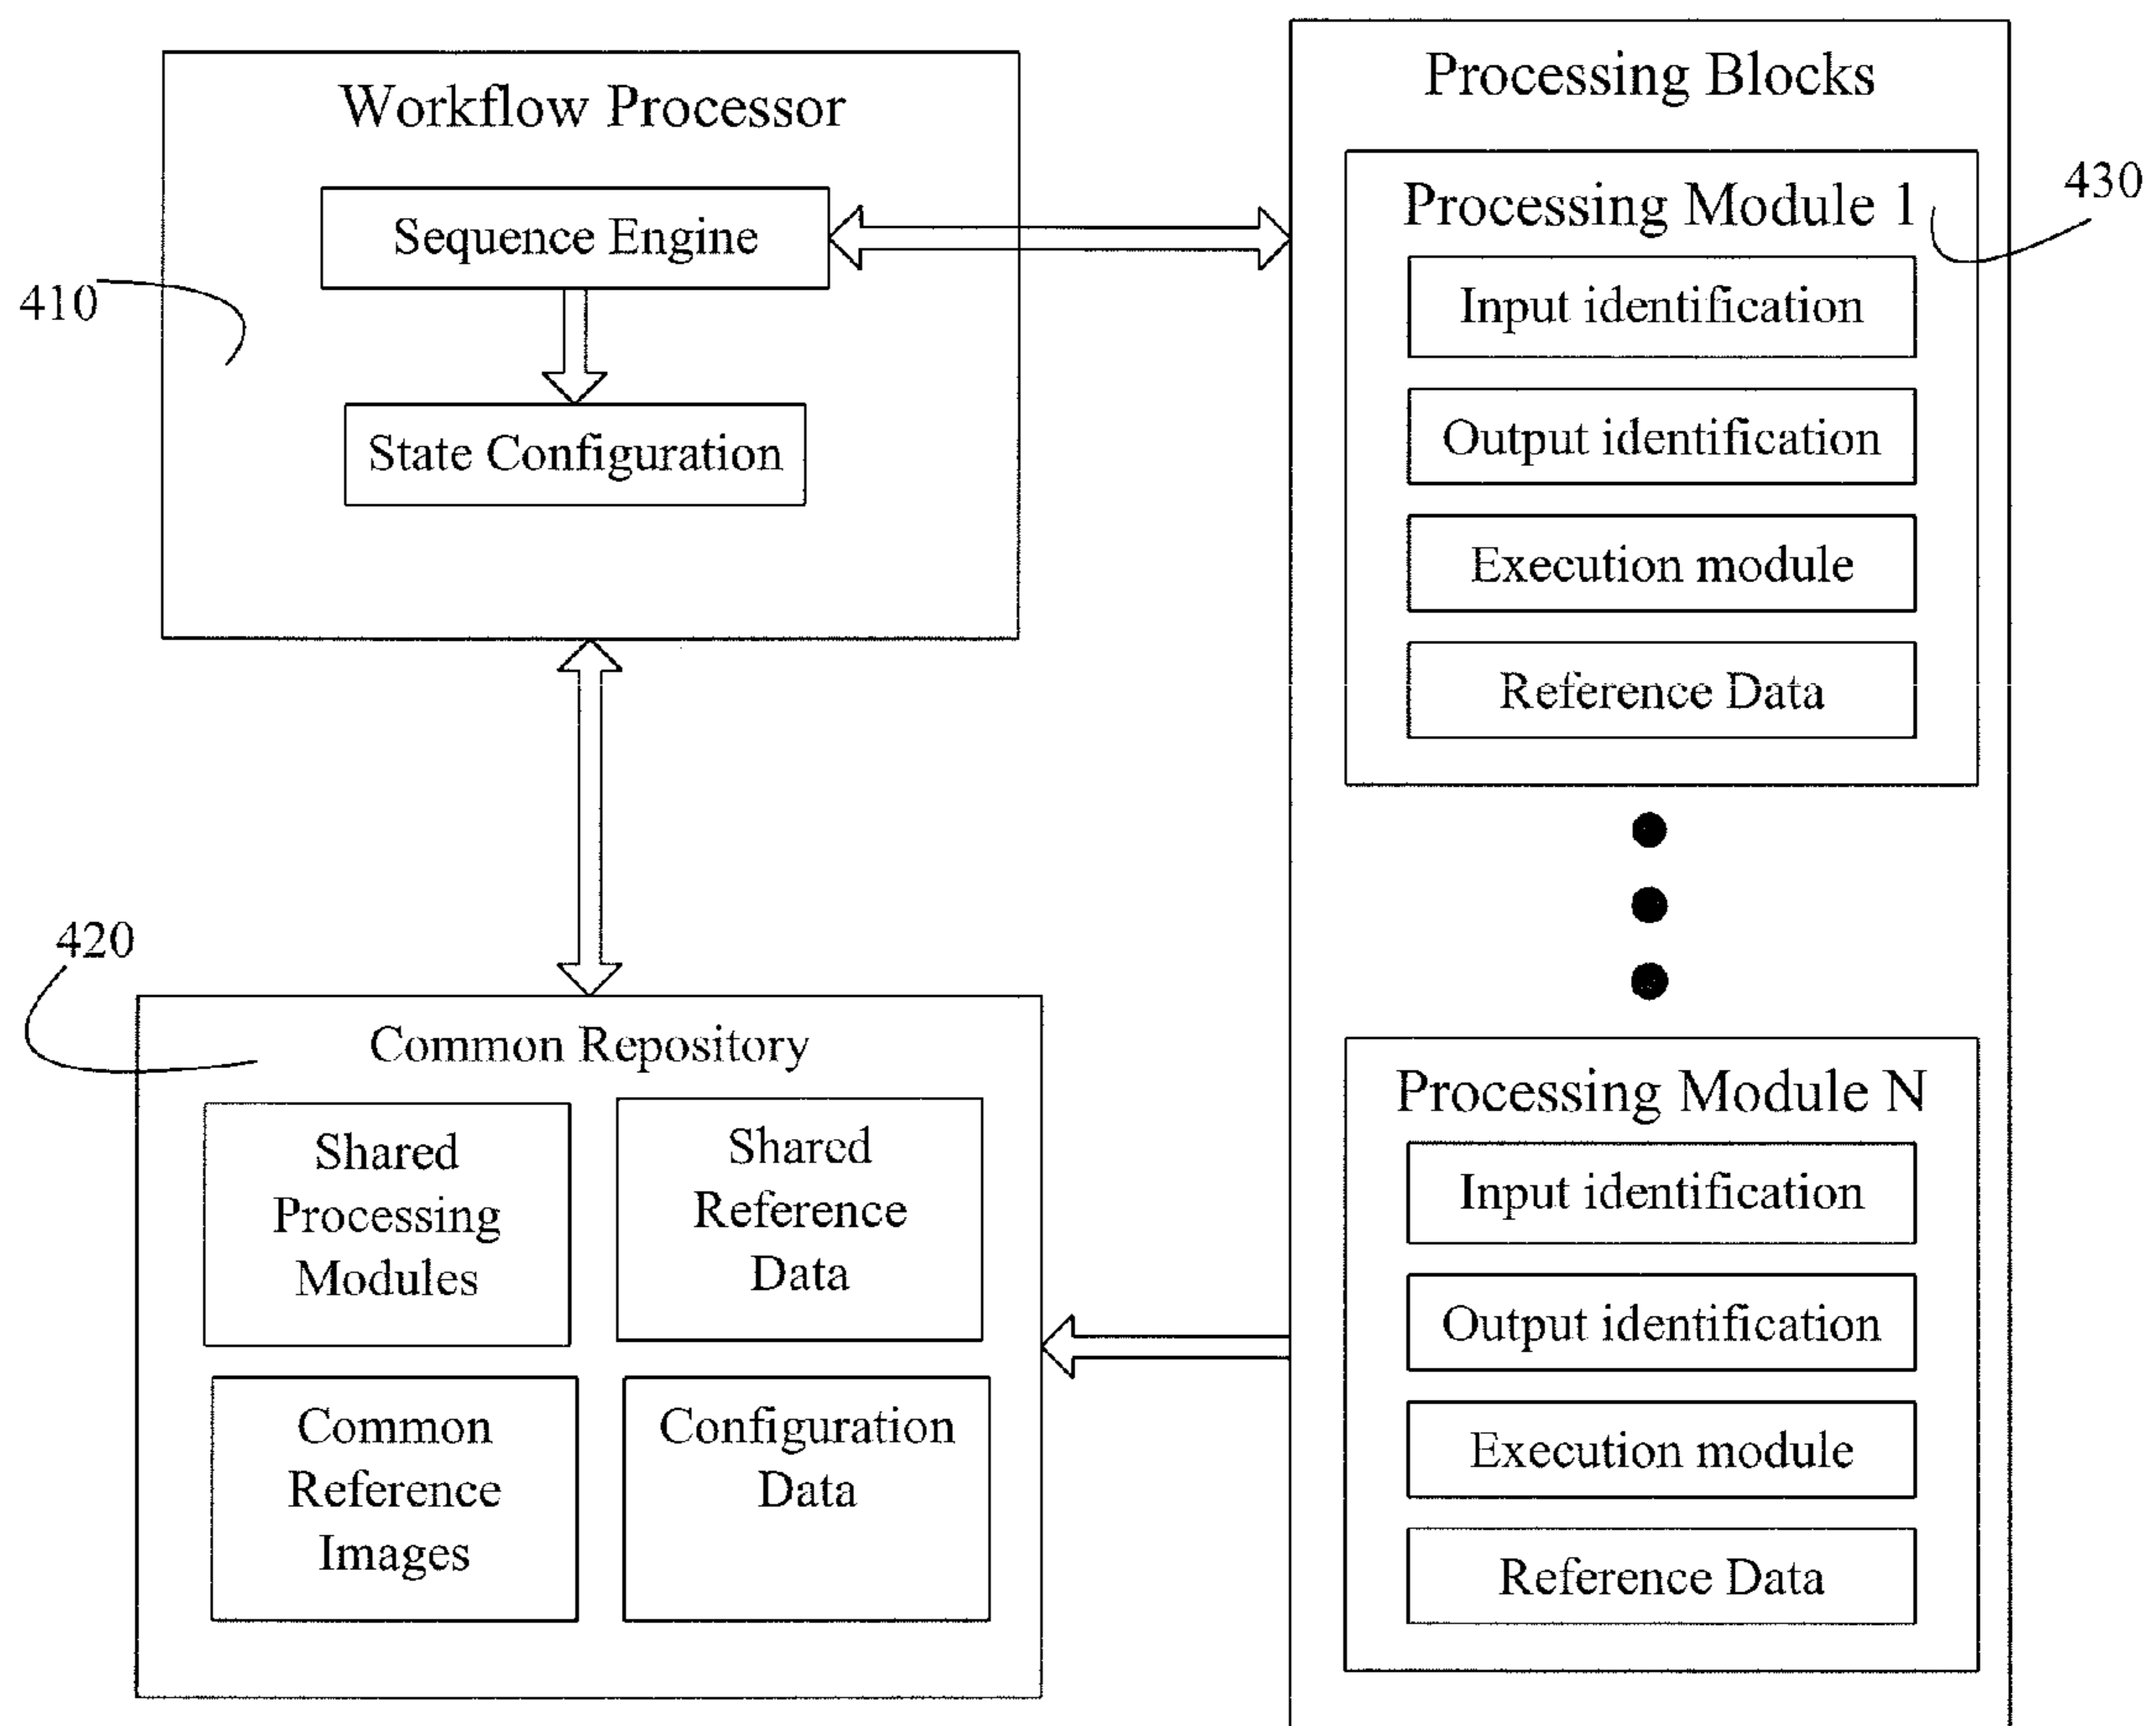 Workflow Processor
Sequence Engine
State Configuration
410
Processing Blocks
Processing Module 1
430
Input identification
Output identification
Execution module
Reference Data
420
Common Repository
Shared
Processing
Modules
Shared
Reference
Data
Common
Reference
Images
Configuration
Data
Processing Module N
Input identification
Output identification
Execution module
Reference Data